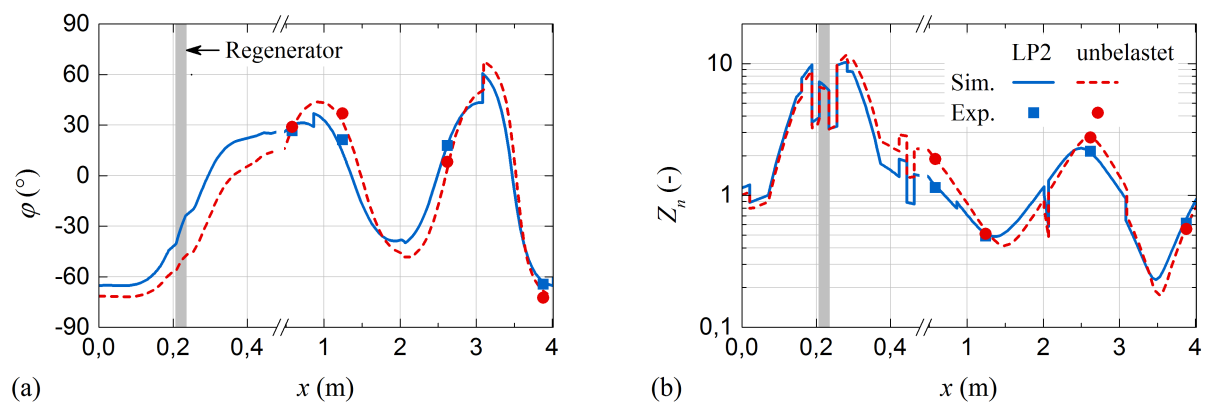 90
60
30
0
-30
-60
-90
φ (°)
Regenerator
0,0 0,2 0,4 1 2 3 4
x (m)
(a)
10
1
0,1
Zn (-)
LP2 unbelastet
Sim.
Exp.
0,0 0,2 0,4 1 2 3 4
x (m)
(b)